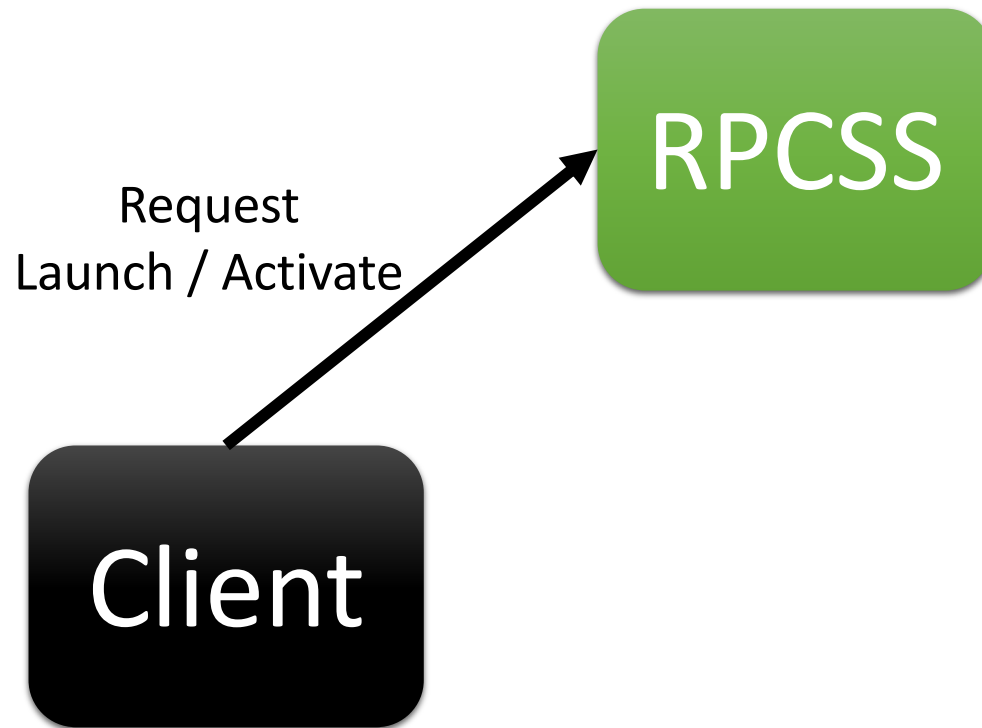 RPCSS
Request
Launch / Activate
Client